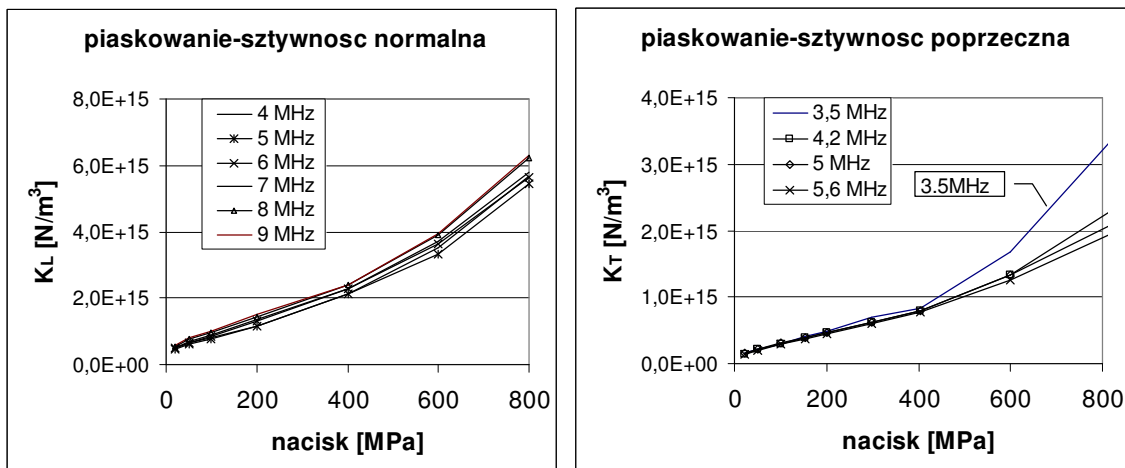 piaskowanie-sztywnosc normalna
KL [N/m³]
8,0E+15
6,0E+15
4,0E+15
2,0E+15
0,0E+00
4 MHz
5 MHz
6 MHz
7 MHz
8 MHz
9 MHz
0 200 400 600 800
nacisk [MPa]
piaskowanie-sztywnosc poprzeczna
KT [N/m³]
4,0E+15
3,0E+15
2,0E+15
1,0E+15
0,0E+00
3,5 MHz
4,2 MHz
5 MHz
5,6 MHz
3.5MHz
0 200 400 600 800
nacisk [MPa]